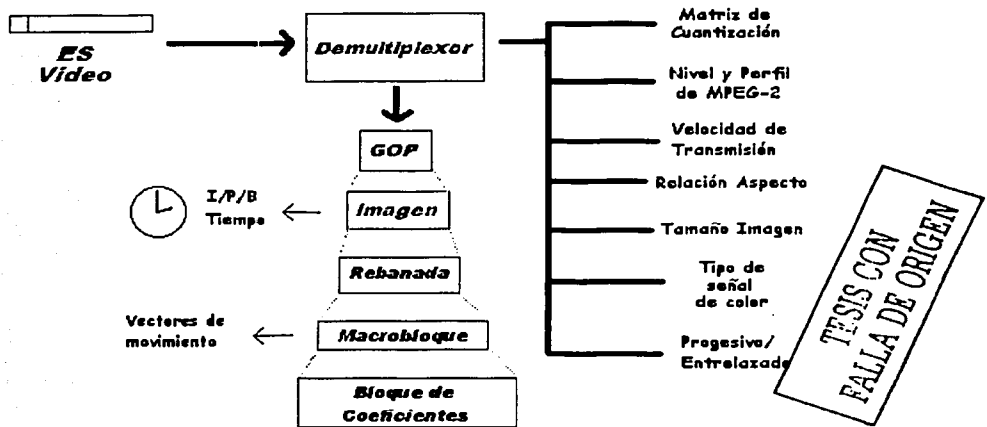 ES
Video
Demultiplexor
GOP
Imagen
Rebanada
Macrobloque
Bloque de
Coeficientes
I/P/B
Tiempo
Vectores de
movimiento
Matriz de
Cuantización
Nivel y Perfil
de MPEG-2
Velocidad de
Transmisión
Relación Aspecto
Tamaño Imagen
Tipo de
señal
de color
Progesivo/
Entrelazado
TESIS CON
FALLA DE ORIGEN